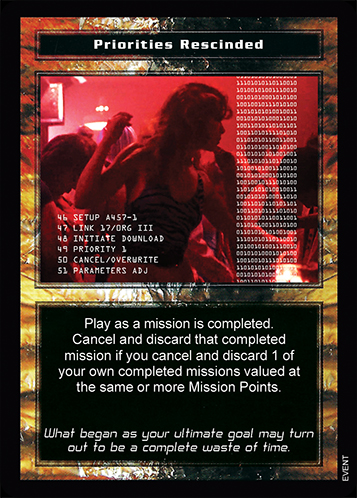 Priorities Rescinded
46 SETUP A457-1
47 LINK 17/ORG III
48 INITIATE DOWNLOAD
49 PRIORITY 1
50 CANCEL/OVERWRITE
51 PARAMETERS ADJ
Play as a mission is completed.
Cancel and discard that completed
mission if you cancel and discard 1 of
your own completed missions valued at
the same or more Mission Points.
What began as your ultimate goal may turn
out to be a complete waste of time.
EVENT